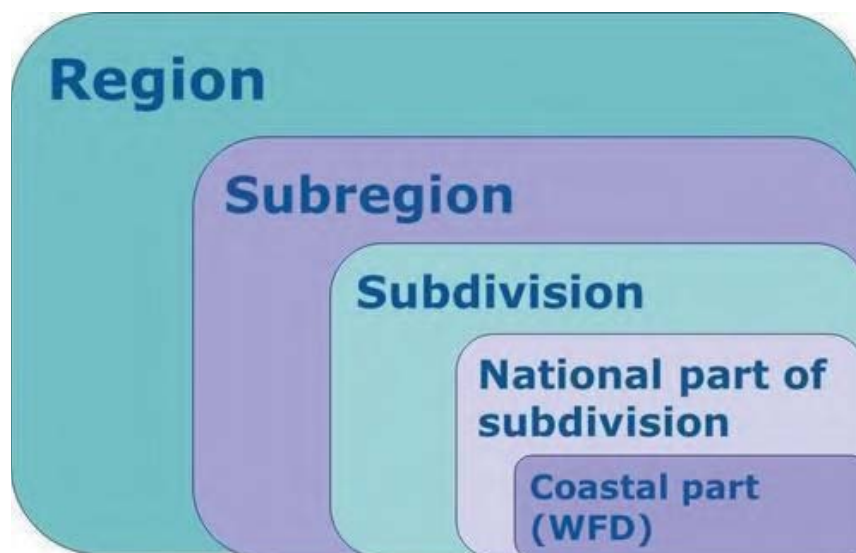 Region
Subregion
Subdivision
National part of
subdivision
Coastal part
(WFD)